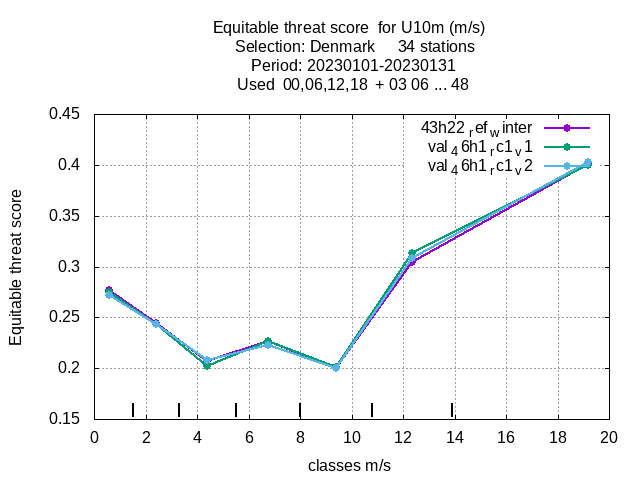 Equitable threat score  for U10m (m/s)
Selection: Denmark     34 stations
Period: 20230101-20230131
Used  00,06,12,18  + 03 06 ... 48
0.45
0.4
0.35
0.3
0.25
0.2
0.15
Equitable threat score
43h22_ref_winter
val_46h1_rc1_v1
val_46h1_rc1_v2
0 2 4 6 8 10 12 14 16 18 20
classes m/s